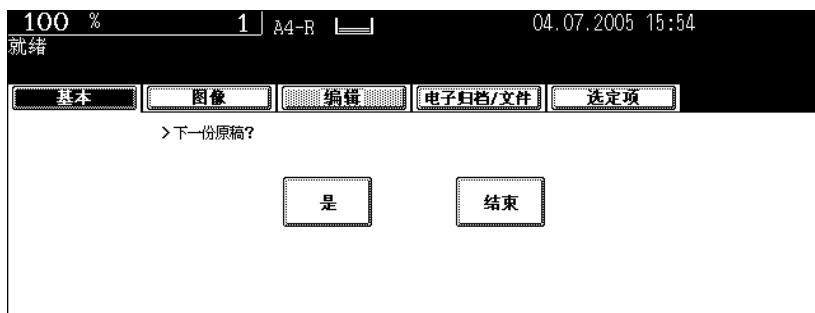 100 % 1 A4-R 04.07.2005 15:54
就绪
基本 图像 编辑 电子归档/文件 选定项
>下一份原稿?
是 结束